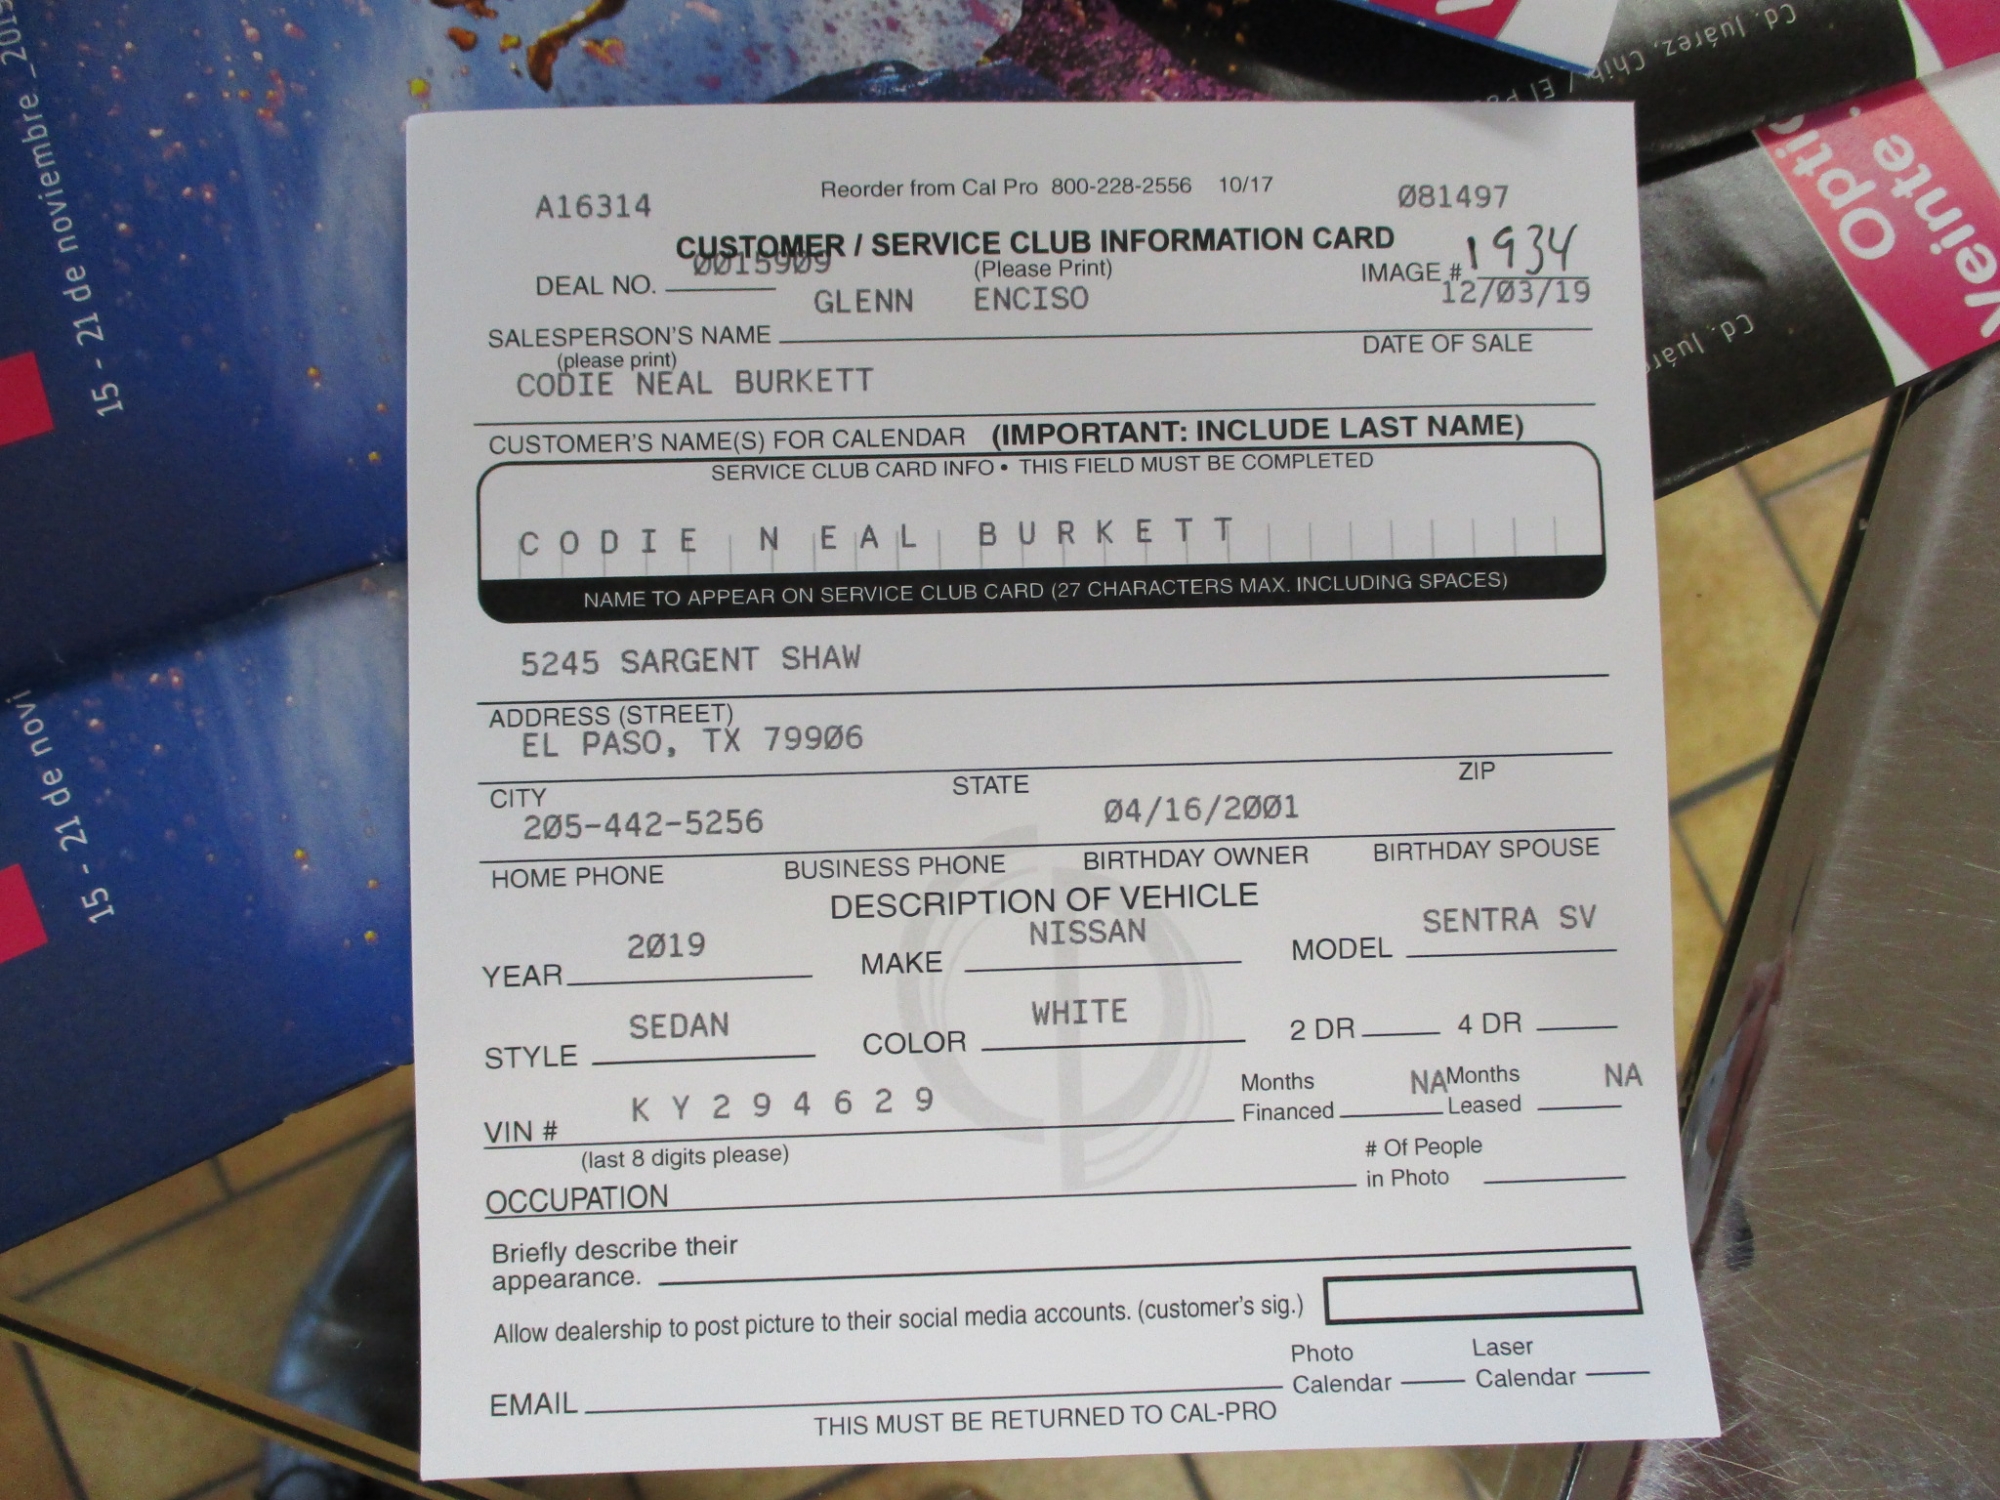 Reorder from Cal Pro 800-228-2556 10/17
A16314
Ø81497
CUSTOMER / SERVICE CLUB INFORMATION CARD
DEAL NO. ØØ159Ø9
(Please Print)
IMAGE # 1934
GLENN ENCISO
12/Ø3/19
SALESPERSON'S NAME
DATE OF SALE
(please print)
CODIE NEAL BURKETT
CUSTOMER'S NAME(S) FOR CALENDAR (IMPORTANT: INCLUDE LAST NAME)
SERVICE CLUB CARD INFO • THIS FIELD MUST BE COMPLETED
CODIE NEAL BURKETT
NAME TO APPEAR ON SERVICE CLUB CARD (27 CHARACTERS MAX. INCLUDING SPACES)
5245 SARGENT SHAW
ADDRESS (STREET)
EL PASO, TX 799Ø6
CITY STATE ZIP
2Ø5-442-5256 Ø4/16/2ØØ1
HOME PHONE BUSINESS PHONE BIRTHDAY OWNER BIRTHDAY SPOUSE
DESCRIPTION OF VEHICLE
YEAR 2Ø19 MAKE NISSAN MODEL SENTRA SV
STYLE SEDAN COLOR WHITE 2 DR 4 DR
VIN # K Y 2 9 4 6 2 9 Months Financed NA Months Leased NA
(last 8 digits please)
# Of People
in Photo
OCCUPATION
Briefly describe their
appearance.
Allow dealership to post picture to their social media accounts. (customer's sig.)
Photo Laser
EMAIL Calendar Calendar
THIS MUST BE RETURNED TO CAL-PRO
15 - 21 de noviembre_201
15 - 21 de novi
Cd. Juárez, Chih / El
Opti
Veinte.
Cd. Juáre